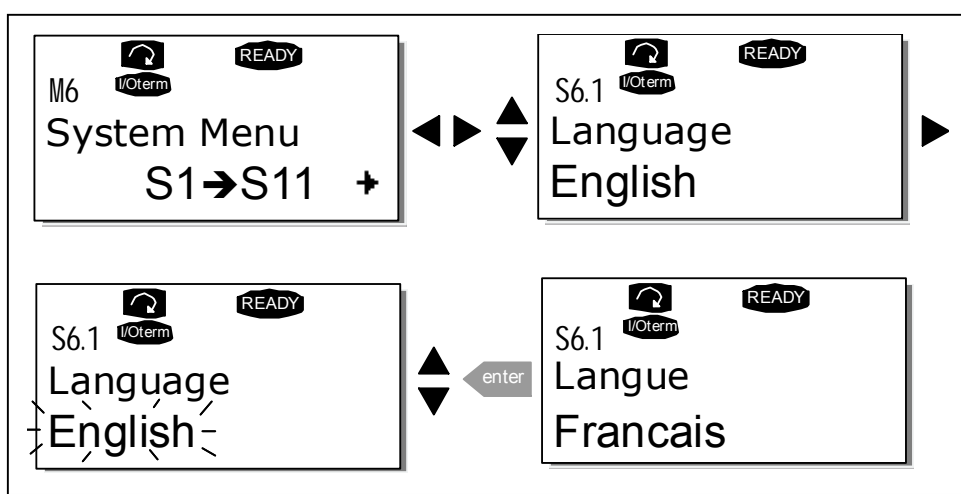 READY
M6 I/Oterm
System Menu
S1➔S11
READY
S6.1 I/Oterm
Language
English
READY
S6.1 I/Oterm
Language
English
enter
READY
S6.1 I/Oterm
Langue
Francais